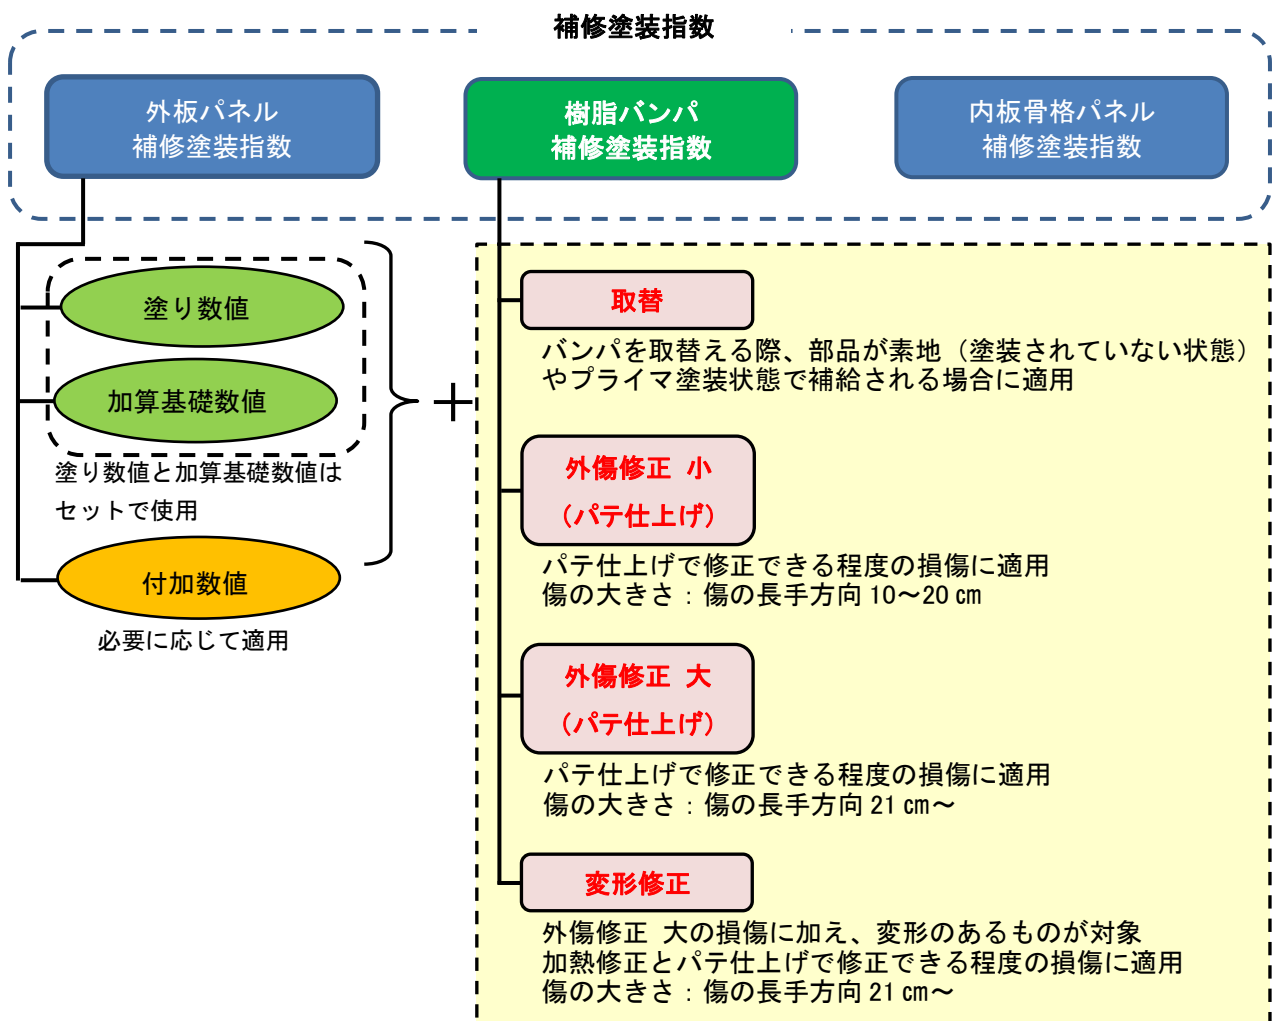 補修塗装指数
外板パネル
補修塗装指数
樹脂バンパ
補修塗装指数
内板骨格パネル
補修塗装指数
塗り数値
加算基礎数値
塗り数値と加算基礎数値は
セットで使用
付加数値
必要に応じて適用
＋
取替
バンパを取替える際、部品が素地（塗装されていない状態）
やプライマ塗装状態で補給される場合に適用
外傷修正 小
（パテ仕上げ）
パテ仕上げで修正できる程度の損傷に適用
傷の大きさ：傷の長手方向 10～20 ㎝
外傷修正 大
（パテ仕上げ）
パテ仕上げで修正できる程度の損傷に適用
傷の大きさ：傷の長手方向 21 ㎝～
変形修正
外傷修正 大の損傷に加え、変形のあるものが対象
加熱修正とパテ仕上げで修正できる程度の損傷に適用
傷の大きさ：傷の長手方向 21 ㎝～